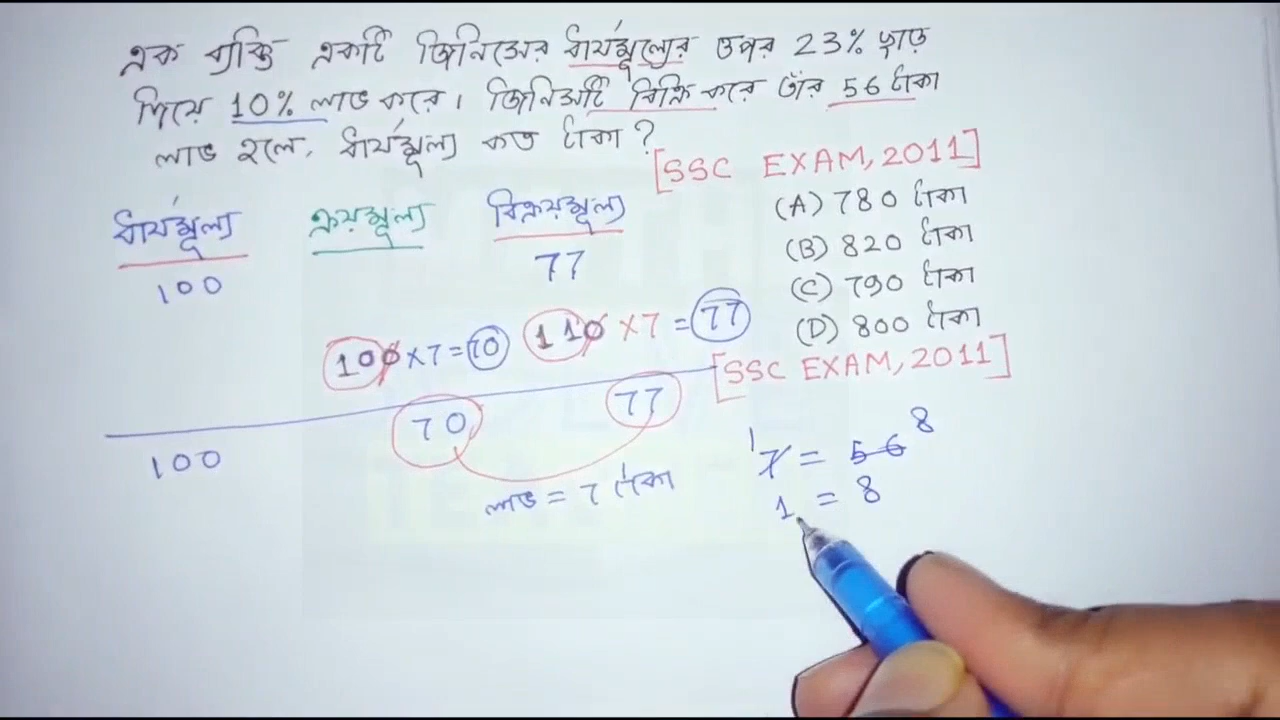 এক ব্যক্তি একটি জিনিসের ধার্যমূল্যের উপর 23% ছাড়
দিয়ে 10% লাভ করে। জিনিসটি বিক্রি করে তাঁর 56 টাকা
লাভ হলে, ধার্যমূল্য কত টাকা?
[SSC EXAM, 2011]
ধার্যমূল্য ক্রয়মূল্য বিক্রয়মূল্য
(A) 780 টাকা
(B) 820 টাকা
100 77
(C) 790 টাকা
(D) 800 টাকা
100 × 7 = 70 110 × 7 = 77
[SSC EXAM, 2011]
100 70 77
লাভ = 7 টাকা
1 7 = 56 8
1 = 8